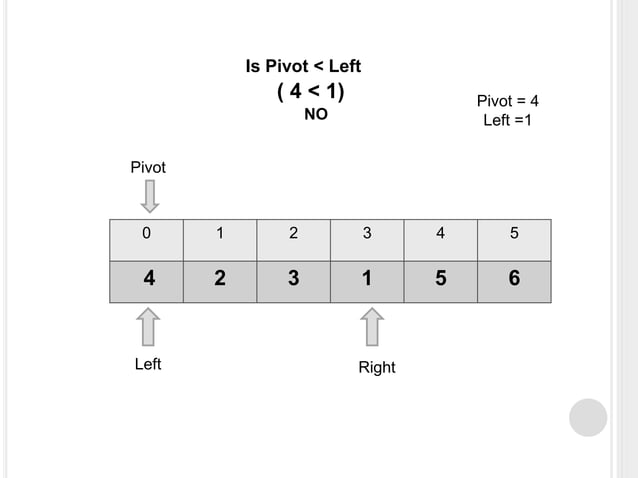 Is Pivot < Left
( 4 < 1)
NO
Pivot = 4
Left =1
Pivot
0 1 2 3 4 5
4 2 3 1 5 6
Left Right